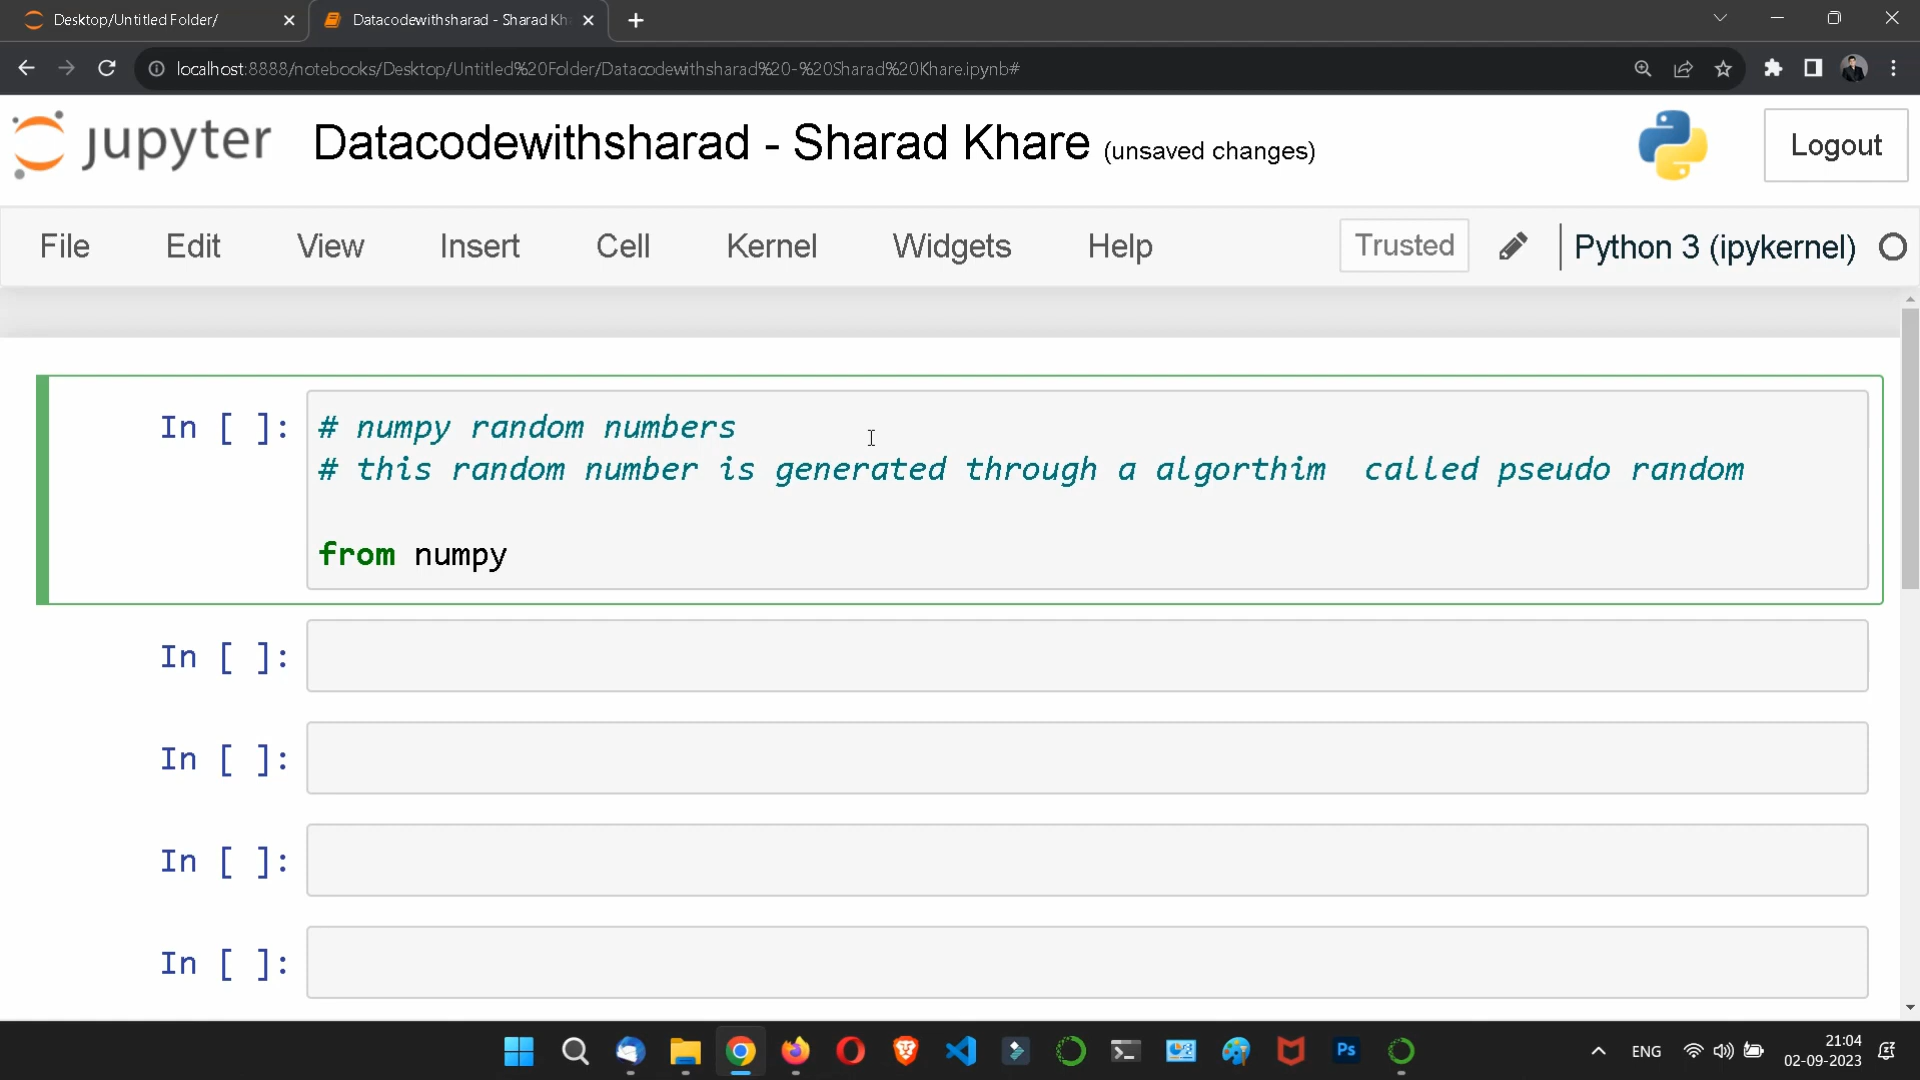 Desktop/Untitled Folder/
Datacodewithsharad - Sharad Kh
localhost:8888/notebooks/Desktop/Untitled%20Folder/Datacodewithsharad%20-%20Sharad%20Khare.ipynb#
jupyter Datacodewithsharad - Sharad Khare (unsaved changes)
Logout
File Edit View Insert Cell Kernel Widgets Help Trusted Python 3 (ipykernel)
In [ ]: # numpy random numbers
# this random number is generated through a algorthim  called pseudo random
from numpy
In [ ]:
In [ ]:
In [ ]:
In [ ]:
Ps
ENG
21:04
02-09-2023